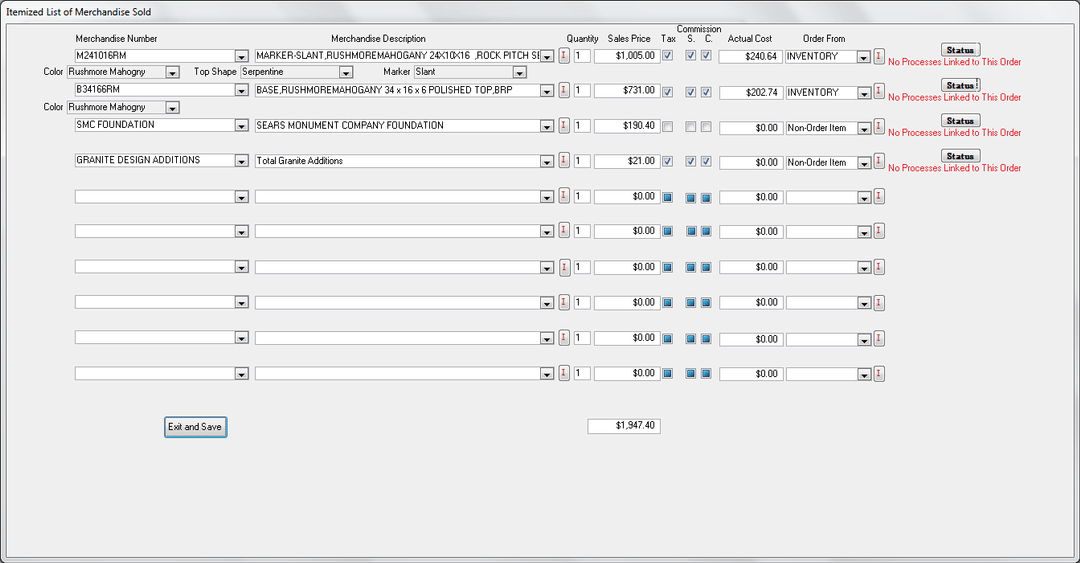 Itemized List of Merchandise Sold
Commission
Merchandise Number Merchandise Description Quantity Sales Price Tax S. C. Actual Cost Order From
M241016RM MARKER-SLANT,RUSHMOREMAHOGANY 24X10X16 ,ROCK PITCH SE I 1 $1,005.00 $240.64 INVENTORY I Status
No Processes Linked to This Order
Color Rushmore Mahogny Top Shape Serpentine Marker Slant
B34166RM BASE,RUSHMOREMAHOGANY 34 x 16 x 6 POLISHED TOP,BRP I 1 $731.00 $202.74 INVENTORY I Status!
No Processes Linked to This Order
Color Rushmore Mahogny
SMC FOUNDATION SEARS MONUMENT COMPANY FOUNDATION I 1 $190.40 $0.00 Non-Order Item I Status
No Processes Linked to This Order
GRANITE DESIGN ADDITIONS Total Granite Additions I 1 $21.00 $0.00 Non-Order Item I Status
No Processes Linked to This Order
I 1 $0.00 $0.00 I
I 1 $0.00 $0.00 I
I 1 $0.00 $0.00 I
I 1 $0.00 $0.00 I
I 1 $0.00 $0.00 I
I 1 $0.00 $0.00 I
Exit and Save $1,947.40